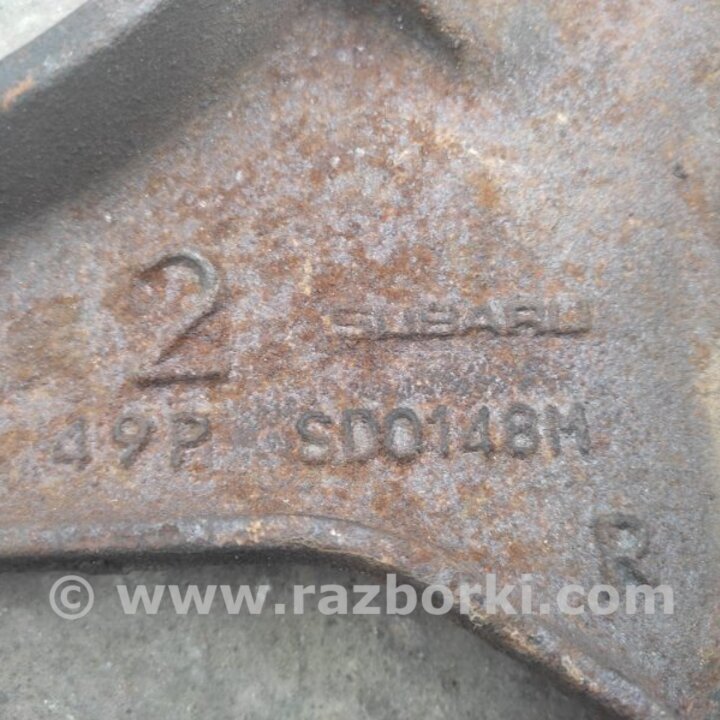 2 SUBARU
49P SD0148H
R
© www.razborki.com